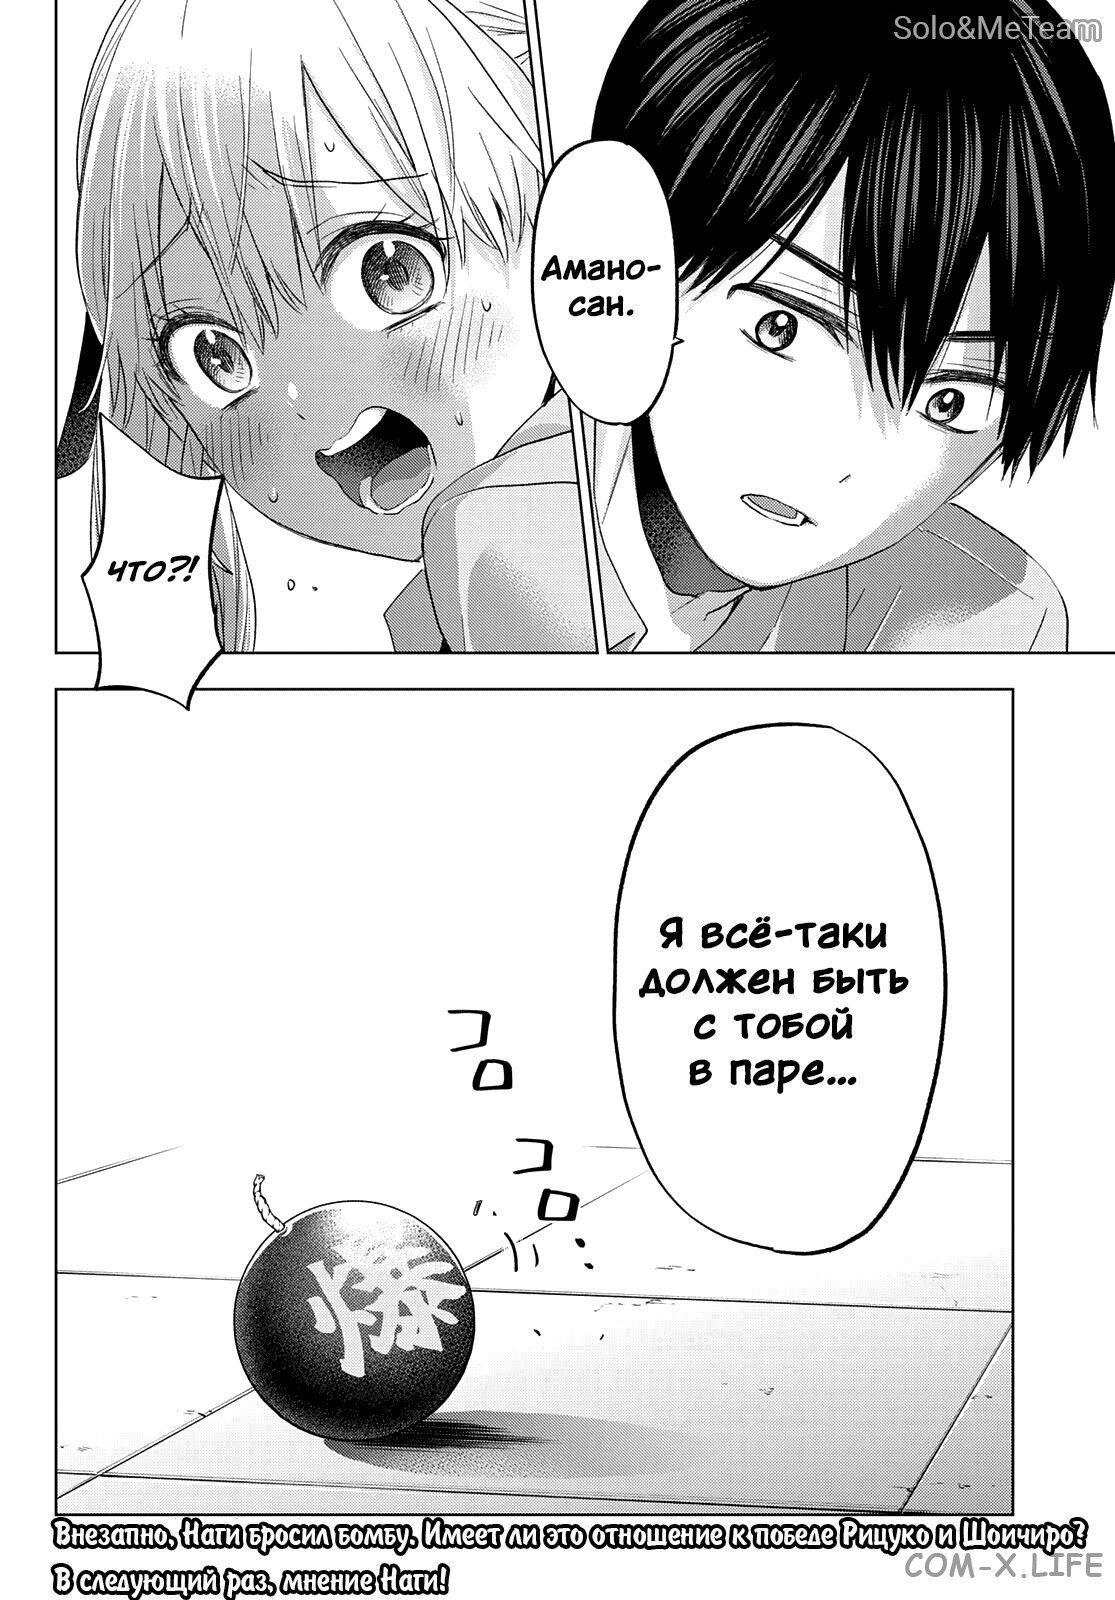 Solo&MeTeam
Амано-
сан.
что?!
Я всё-таки
должен быть
с тобой
в паре...
コ
ロ
コ
ロ
爆
Внезапно, Наги бросил бомбу. Имеет ли это отношение к победе Рицуко и Шоичиро?
В следующий раз, мнение Наги!
COM-X.LIFE